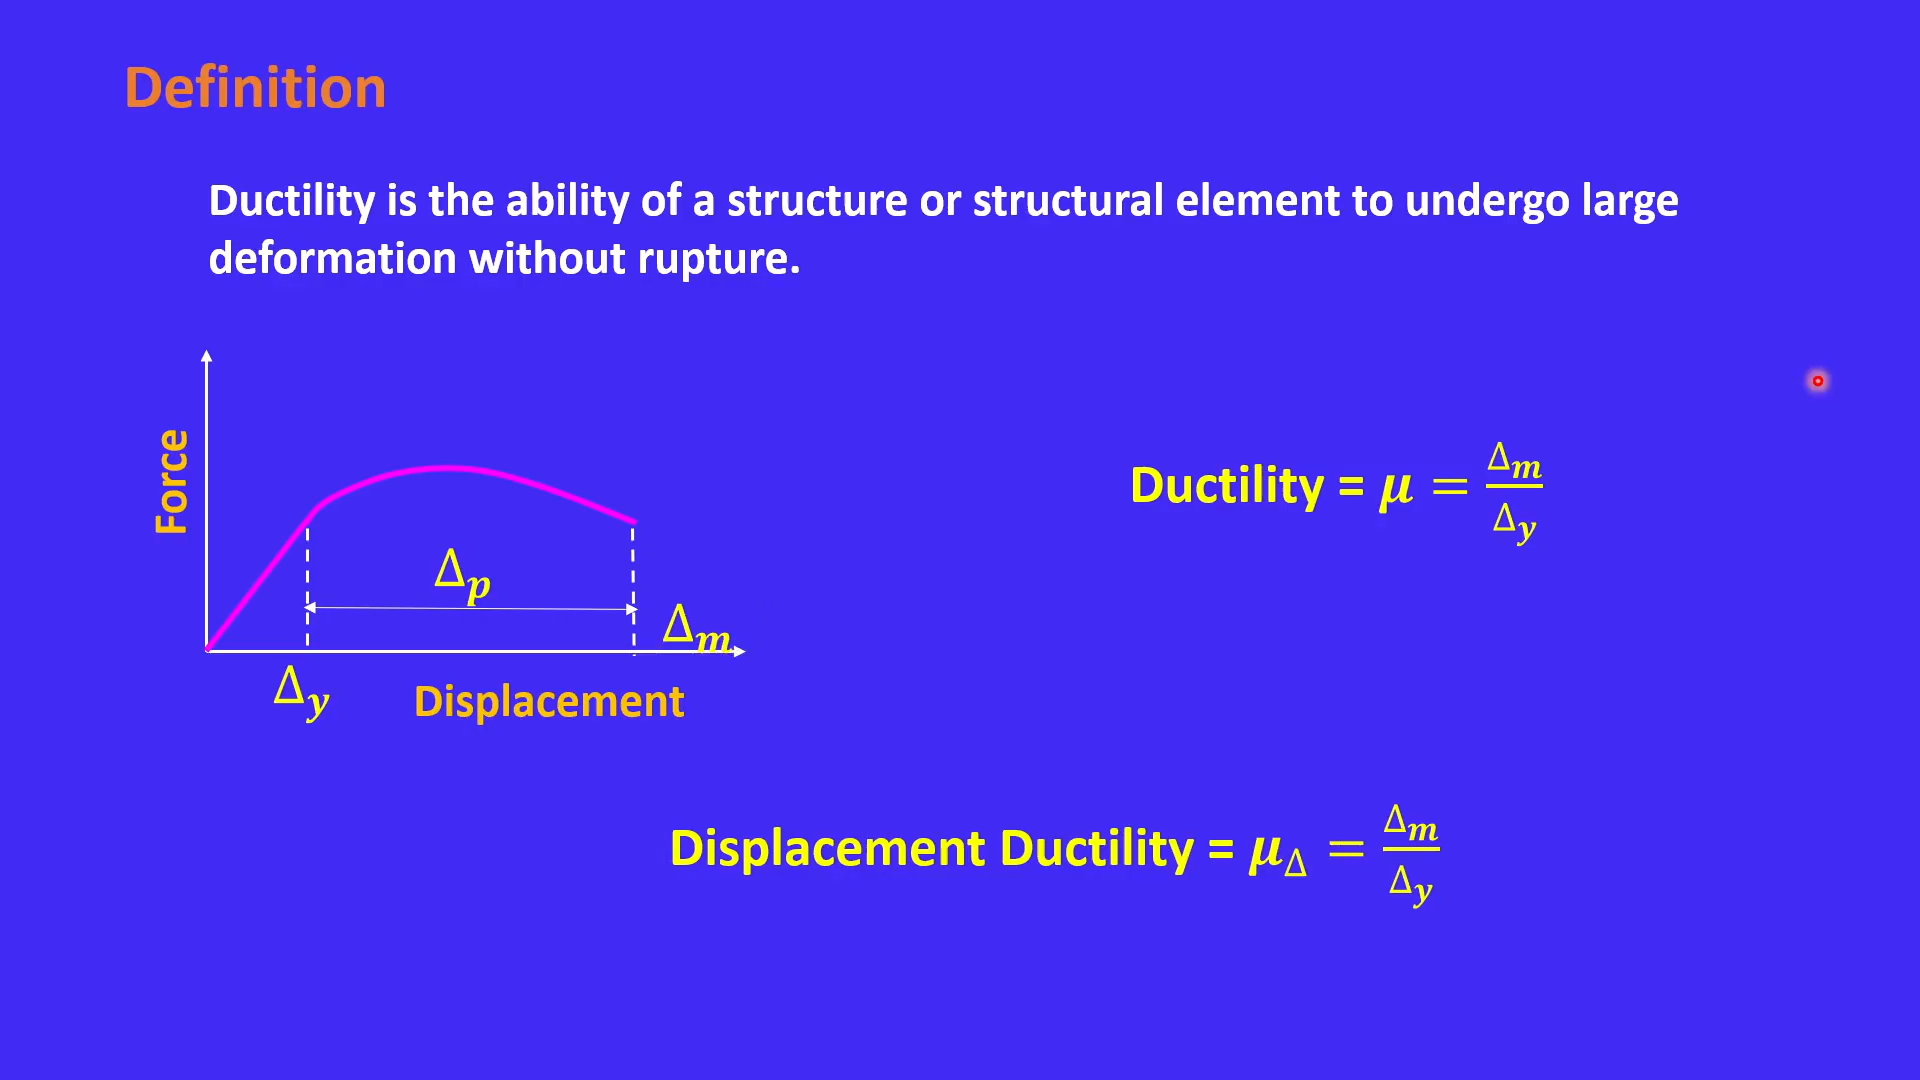 Definition
Ductility is the ability of a structure or structural element to undergo large
deformation without rupture.
Force
Δp
Δm
Δy
Displacement
Ductility = μ = Δm/Δy
Displacement Ductility = μΔ = Δm/Δy